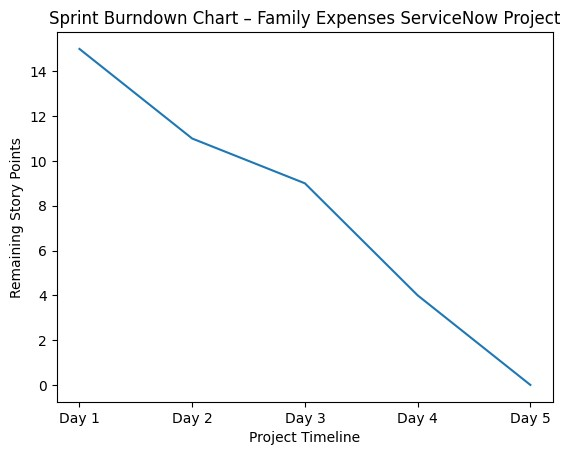 Sprint Burndown Chart – Family Expenses ServiceNow Project
Remaining Story Points
14
12
10
8
6
4
2
0
Day 1 Day 2 Day 3 Day 4 Day 5
Project Timeline